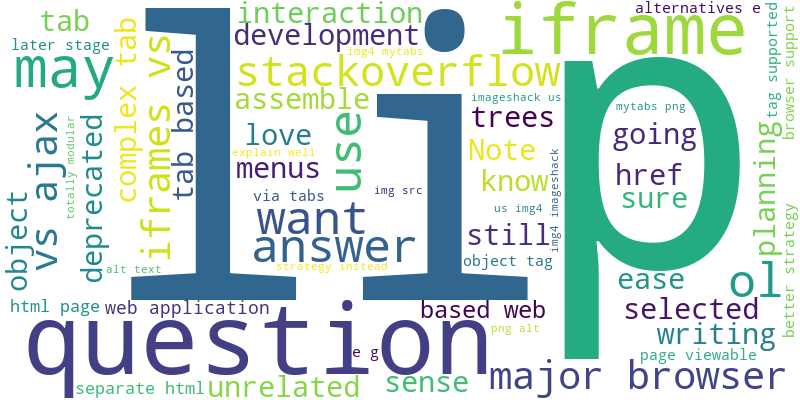 alternatives e
tab
interaction
iframe
later stage
development
img4 mytabs
may
complex tab
iframes vs
tab based
li
stackoverflow
p
tag supported
browser support
assemble
imageshack us
mytabs png
vs ajax
totally modular
deprecated
love
use
trees
going
planning
explain well
Note
menus
href
know
img src
sure
object
via tabs
us img4
img4 imageshack
want
still
better strategy
answer
object tag
alt text
strategy instead
ease
ol
html page
web application
based web
selected
question
png alt
writing
e g
page viewable
separate html
unrelated
sense
major browser